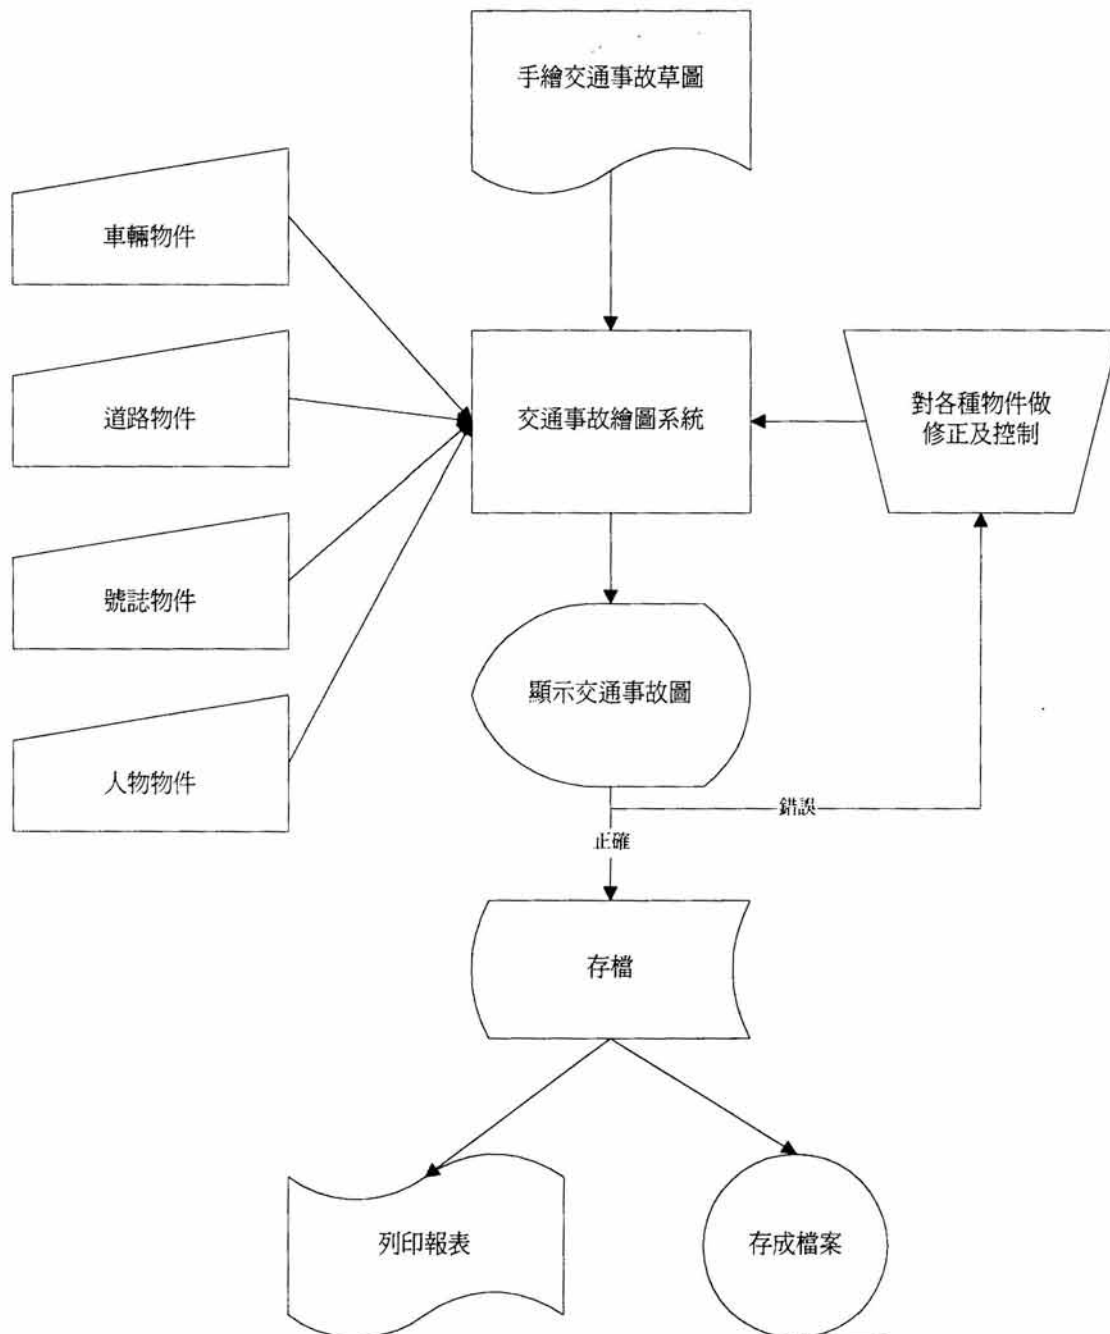 手繪交通事故草圖
車輛物件
道路物件
交通事故繪圖系統
對各種物件做
修正及控制
號誌物件
顯示交通事故圖
人物物件
錯誤
正確
存檔
列印報表
存成檔案